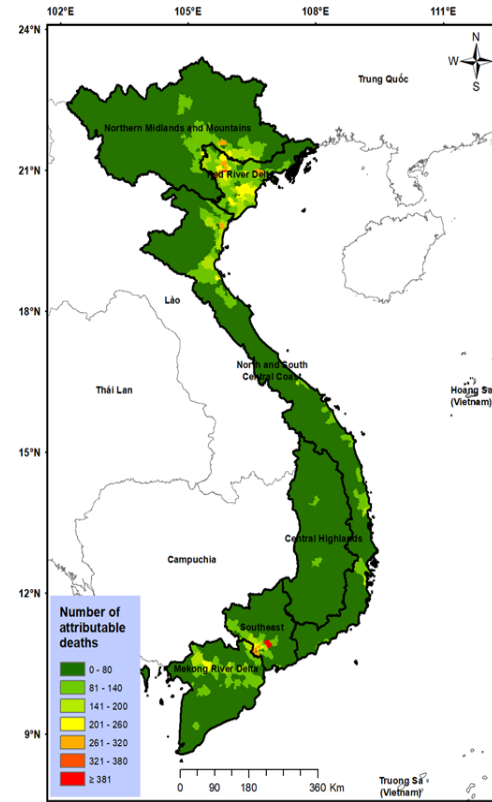 102°E 105°E 108°E 111°E
24°N
N
W E
S
Trung Quốc
Northern Midlands and Mountains
21°N
Red River Delta
18°N
Lào
North and South
Central Coast
Thái Lan
Hoang Sa
(Vietnam)
15°N
Central Highlands
Campuchia
12°N
Number of
attributable
deaths
0 - 80
81 - 140
141 - 200
201 - 260
261 - 320
321 - 380
≥ 381
Southeast
Mekong River Delta
9°N
0 90 180 270 360 Km
Truong Sa
(Vietnam)